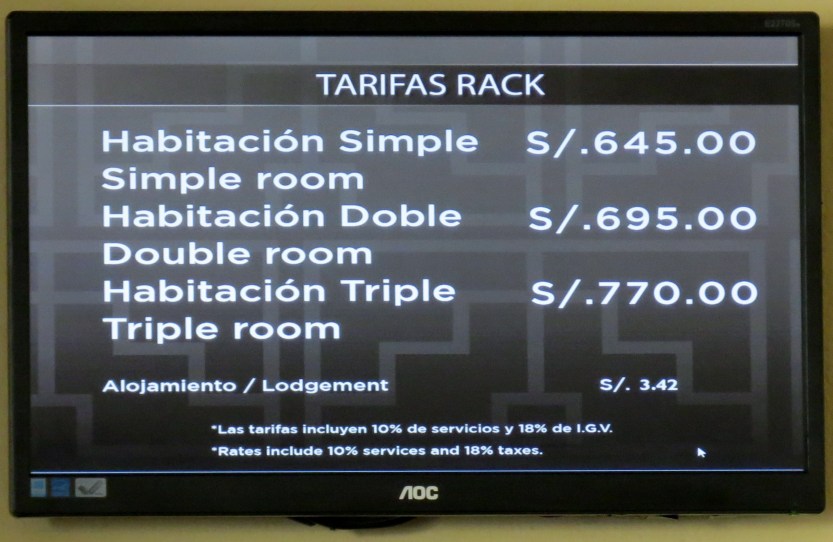 TARIFAS RACK
Habitación Simple S/.645.00
Simple room
Habitación Doble S/.695.00
Double room
Habitación Triple S/.770.00
Triple room
Alojamiento / Lodgement S/. 3.42
*Las tarifas incluyen 10% de servicios y 18% de I.G.V.
*Rates include 10% services and 18% taxes.
AOC